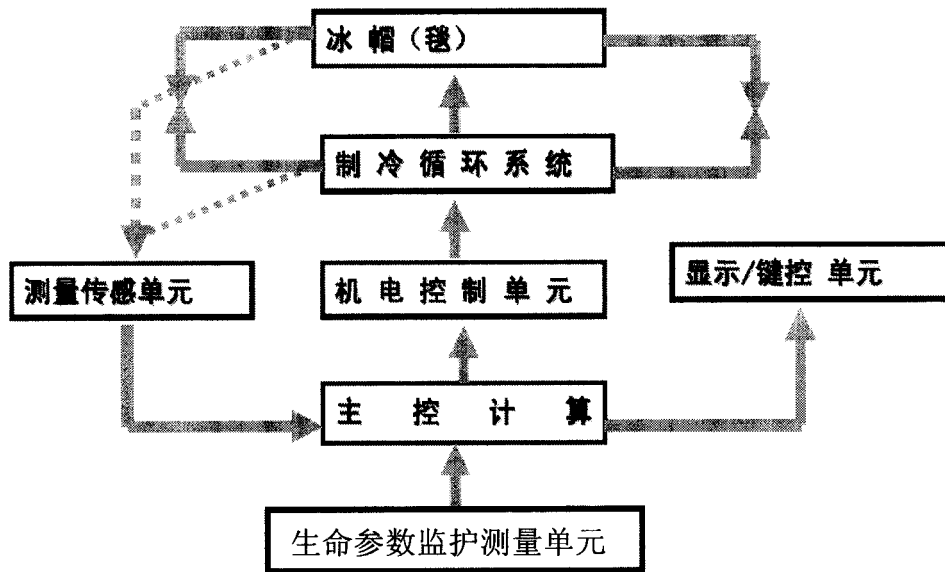 冰 帽（毯）
制 冷 循 环 系 统
测量传感单元
机 电 控 制 单 元
显示/键控 单元
主 控 计 算
生命参数监护测量单元